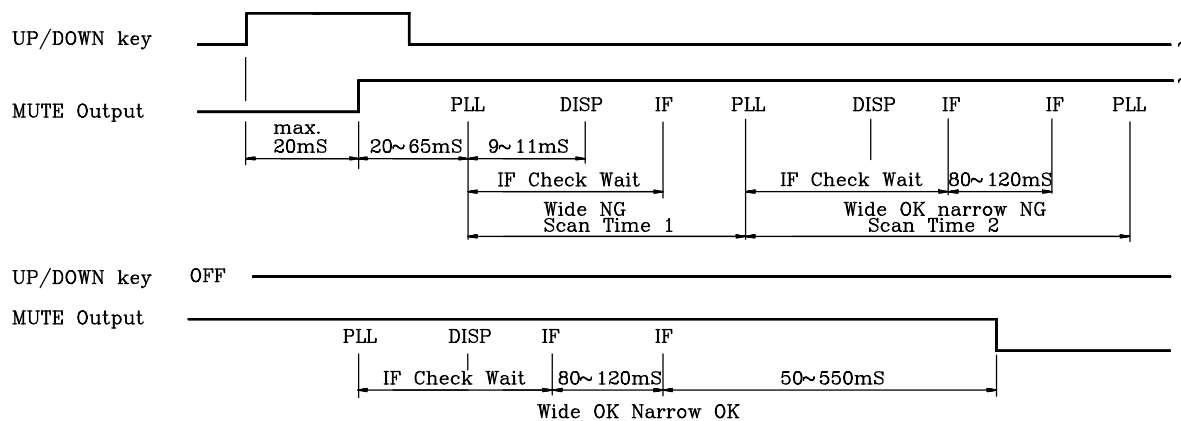 UP/DOWN key
MUTE Output
PLL DISP IF PLL DISP IF IF PLL
max.
20mS 20~65mS 9~11mS
IF Check Wait IF Check Wait 80~120mS
Wide NG Wide OK narrow NG
Scan Time 1 Scan Time 2
UP/DOWN key OFF
MUTE Output
PLL DISP IF IF
IF Check Wait 80~120mS 50~550mS
Wide OK Narrow OK